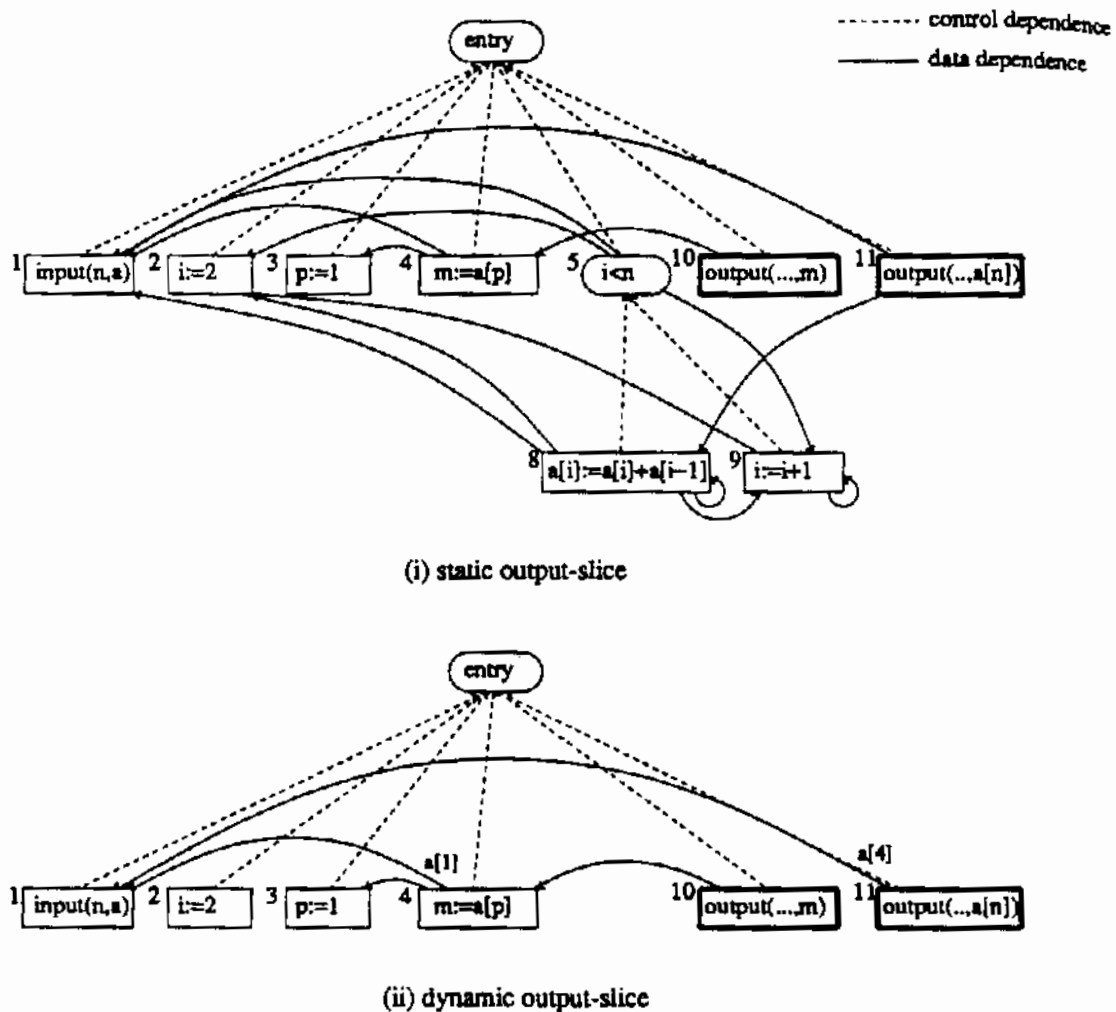 control dependence
data dependence
entry
1 input(n,a)
2 i:=2
3 p:=1
4 m:=a[p]
5 i<n
10 output(...,m)
11 output(..,a[n])
8 a[i]:=a[i]+a[i-1]
9 i:=i+1
(i) static output-slice
entry
a[1]
a[4]
1 input(n,a)
2 i:=2
3 p:=1
4 m:=a[p]
10 output(...,m)
11 output(..,a[n])
(ii) dynamic output-slice